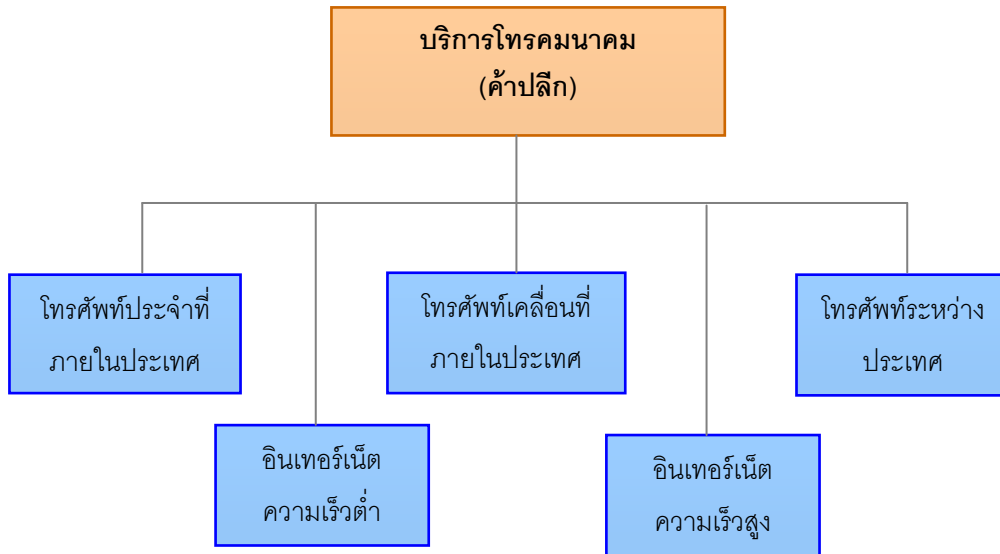 บริการโทรคมนาคม
(ค้าปลีก)
โทรศัพท์ประจำที่
ภายในประเทศ
โทรศัพท์เคลื่อนที่
ภายในประเทศ
โทรศัพท์ระหว่าง
ประเทศ
อินเทอร์เน็ต
ความเร็วต่ำ
อินเทอร์เน็ต
ความเร็วสูง